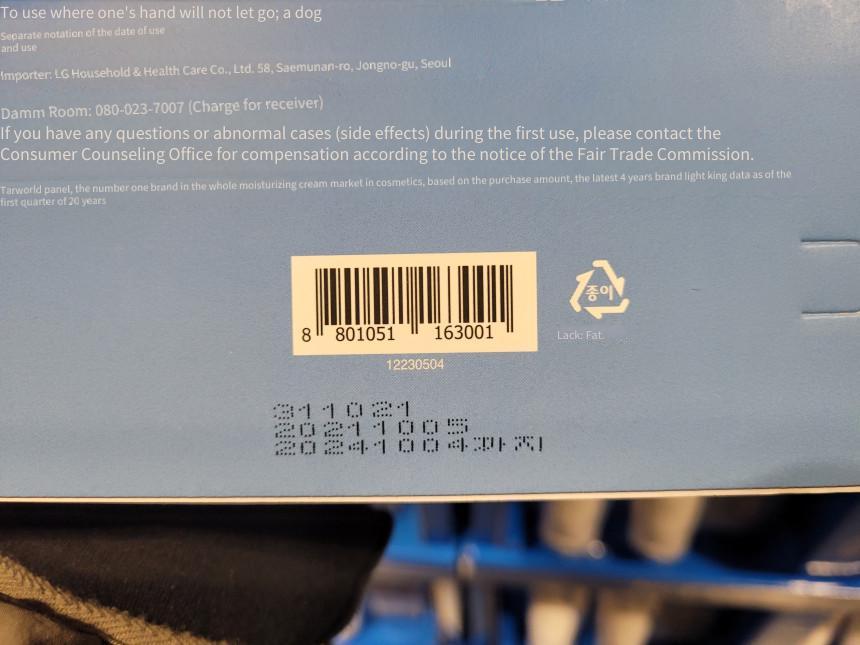 To use where one's hand will not let go; a dog
Separate notation of the date of use
and use
Importer: LG Household & Health Care Co., Ltd. 58, Saemunan-ro, Jongno-gu, Seoul
Damm Room: 080-023-7007 (Charge for receiver)
If you have any questions or abnormal cases (side effects) during the first use, please contact the
Consumer Counseling Office for compensation according to the notice of the Fair Trade Commission.
Tarworld panel, the number one brand in the whole moisturizing cream market in cosmetics, based on the purchase amount, the latest 4 years brand light king data as of the
first quarter of 20 years
종이
8 801051 163001
Lack: Fat.
12230504
311021
20211005
20241004까지